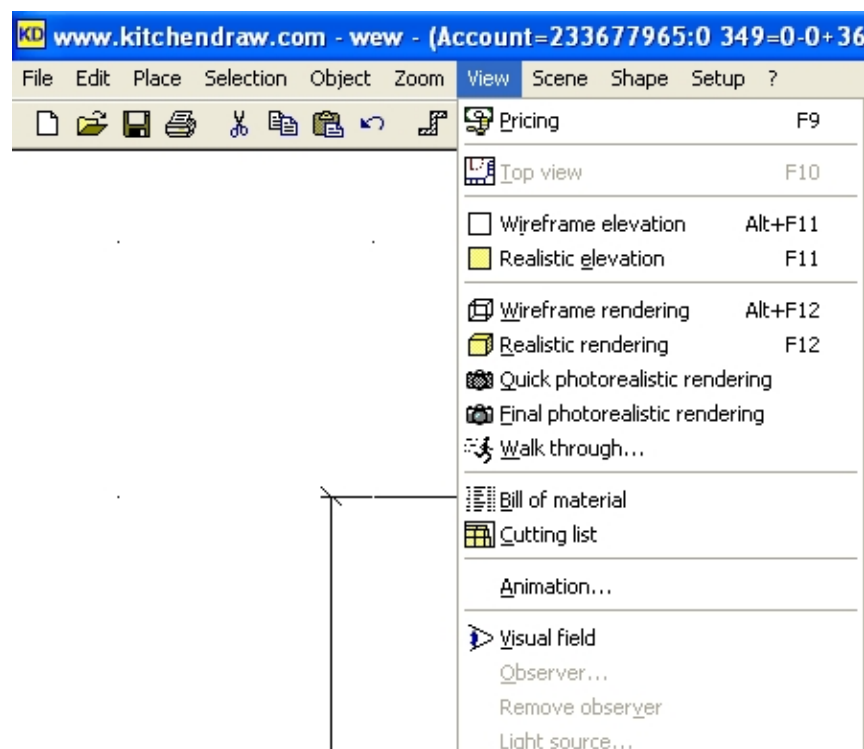 KD www.kitchendraw.com - wew - (Account=233677965:0 349=0-0+36
File Edit Place Selection Object Zoom View Scene Shape Setup ?
Pricing F9
Top view F10
Wireframe elevation Alt+F11
Realistic elevation F11
Wireframe rendering Alt+F12
Realistic rendering F12
Quick photorealistic rendering
Final photorealistic rendering
Walk through...
Bill of material
Cutting list
Animation...
Visual field
Observer...
Remove observer
Light source...